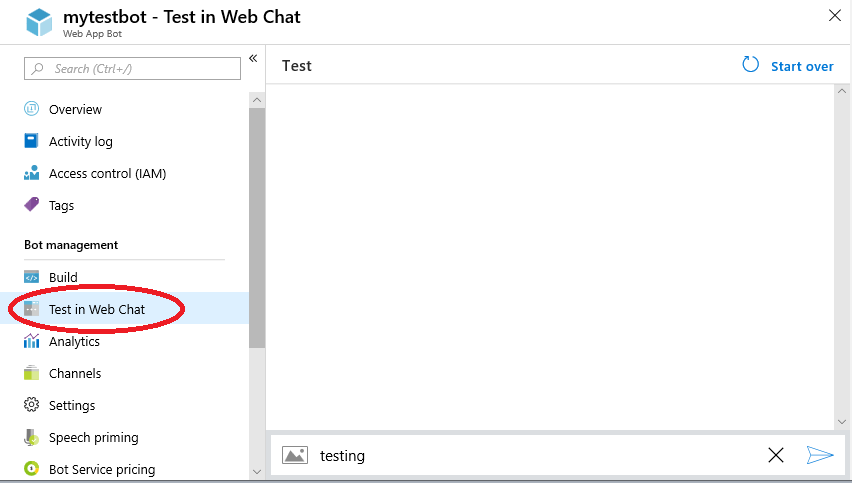 mytestbot - Test in Web Chat
Web App Bot
Search (Ctrl+/)
«
Overview
Activity log
Access control (IAM)
Tags
Bot management
Build
Test in Web Chat
Analytics
Channels
Settings
Speech priming
Bot Service pricing
Test
Start over
testing